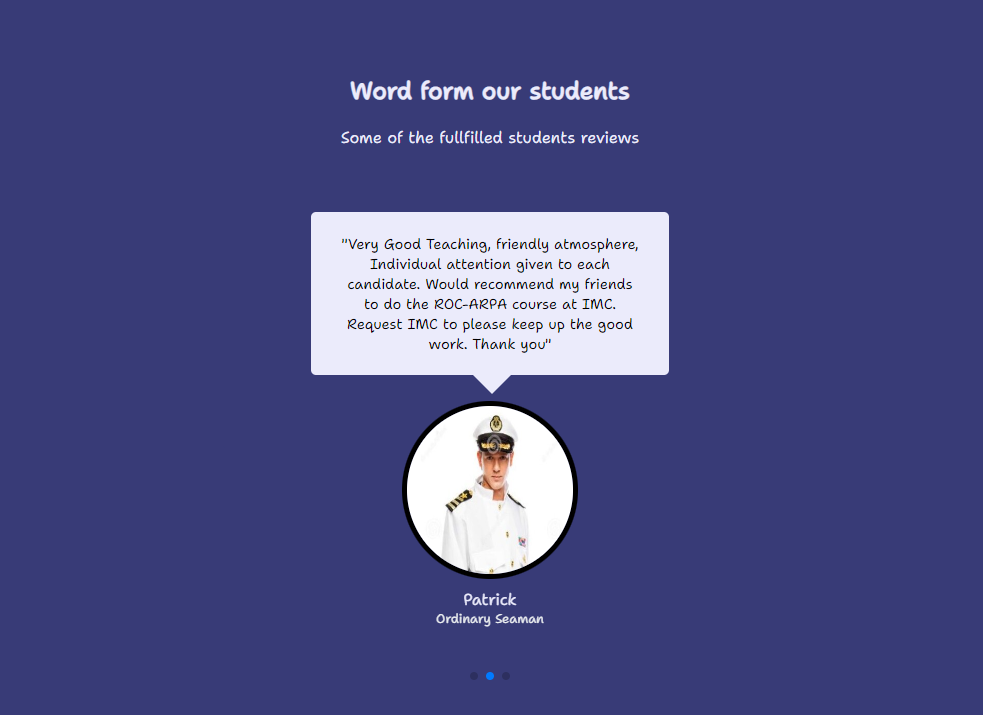 Word form our students
Some of the fullfilled students reviews
"Very Good Teaching, friendly atmosphere,
Individual attention given to each
candidate. Would recommend my friends
to do the ROC-ARPA course at IMC.
Request IMC to please keep up the good
work. Thank you"
Patrick
Ordinary Seaman